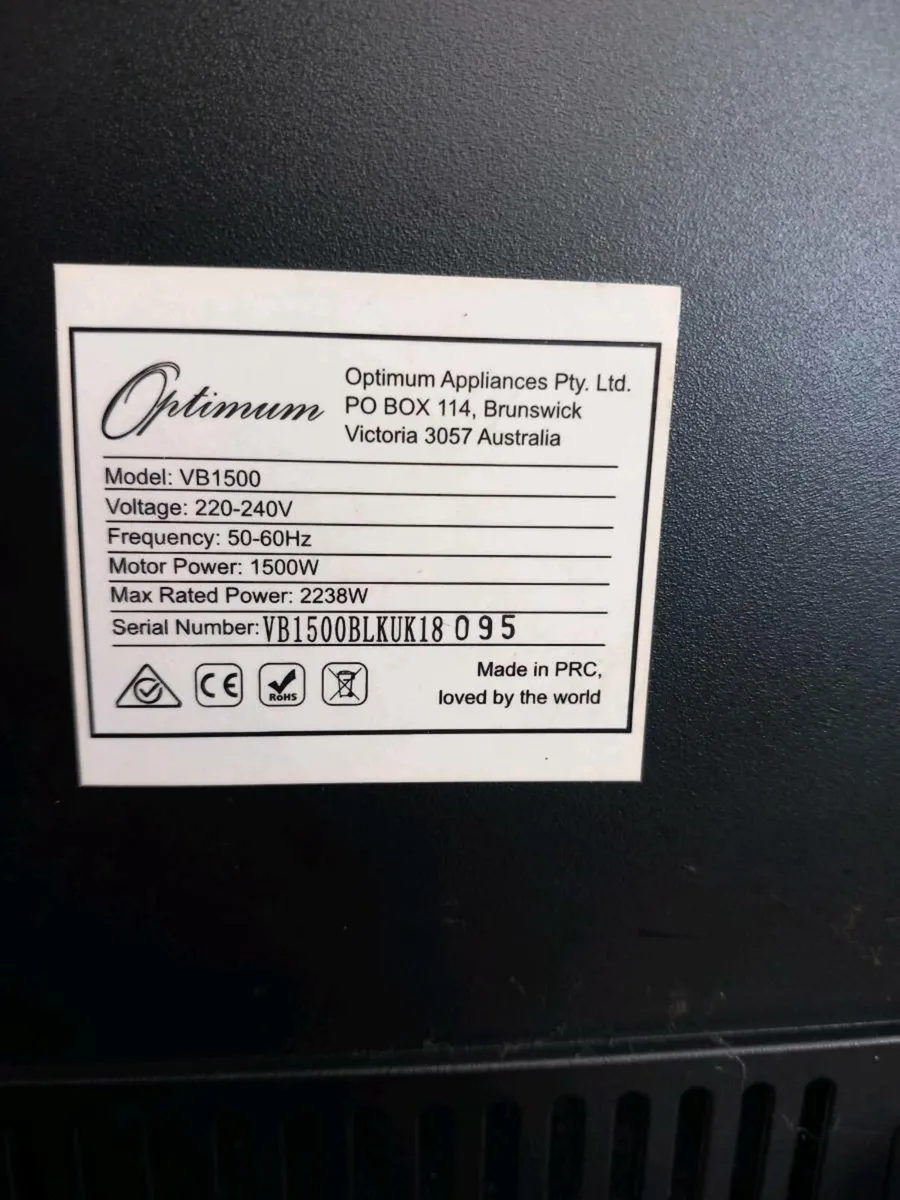 Optimum
Optimum Appliances Pty. Ltd.
PO BOX 114, Brunswick
Victoria 3057 Australia
Model: VB1500
Voltage: 220-240V
Frequency: 50-60Hz
Motor Power: 1500W
Max Rated Power: 2238W
Serial Number: VB1500BLKUK18 095
CE
RoHS
Made in PRC,
loved by the world